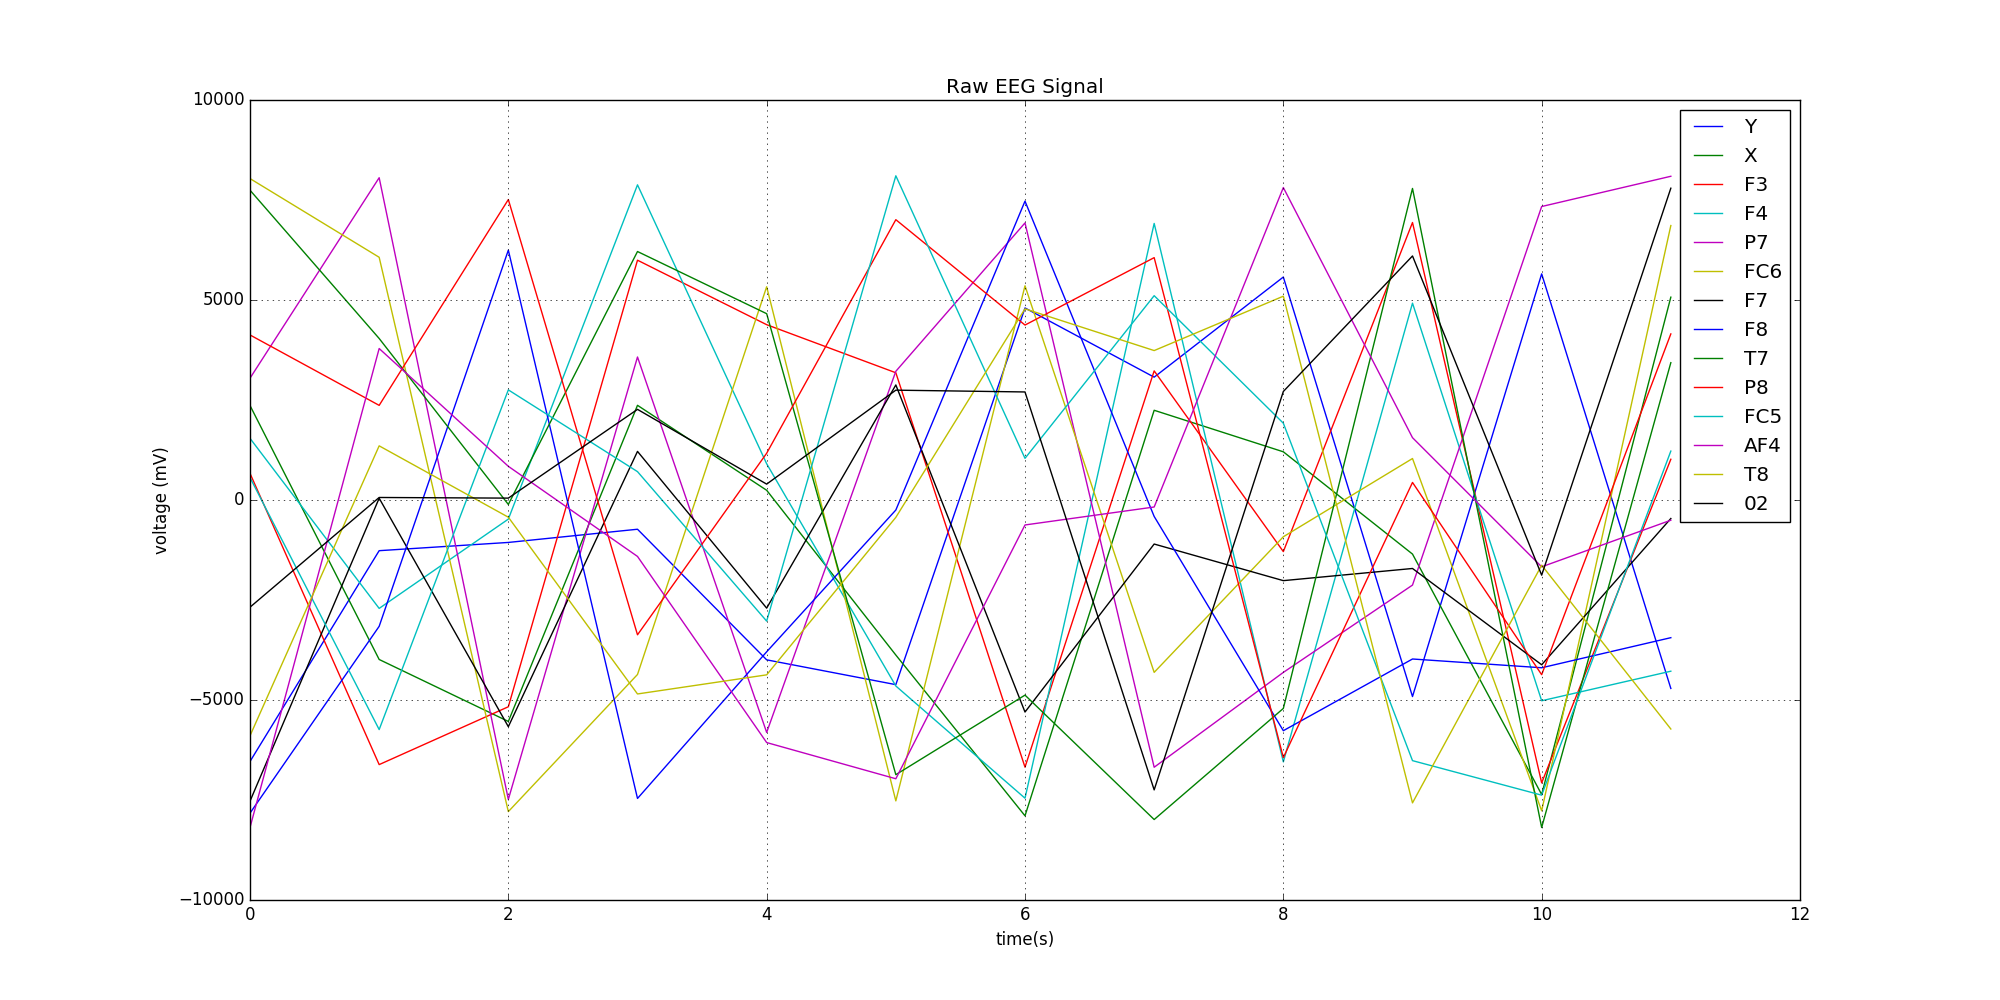 Raw EEG Signal
10000
5000
0
−5000
−10000
voltage (mV)
0 2 4 6 8 10 12
time(s)
Y
X
F3
F4
P7
FC6
F7
F8
T7
P8
FC5
AF4
T8
02